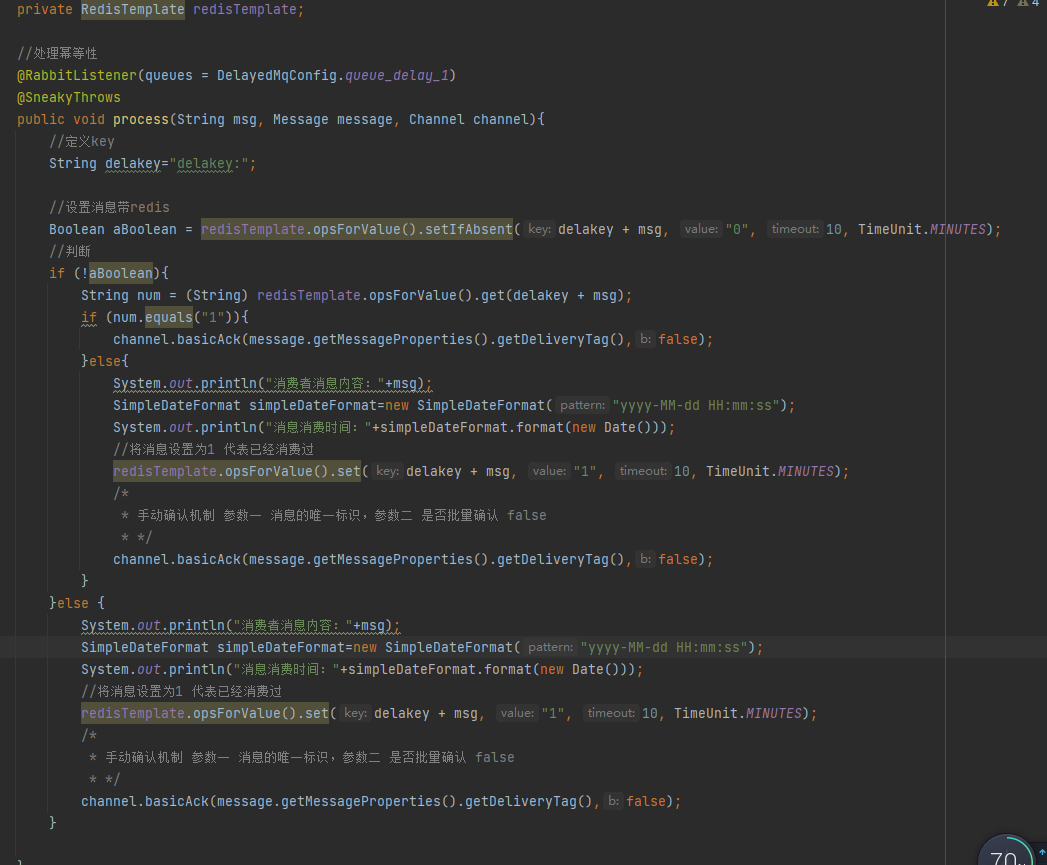 7 4
private RedisTemplate redisTemplate;
//处理幂等性
@RabbitListener(queues = DelayedMqConfig.queue_delay_1)
@SneakyThrows
public void process(String msg, Message message, Channel channel){
//定义key
String delakey="delakey:";
//设置消息带redis
Boolean aBoolean = redisTemplate.opsForValue().setIfAbsent( key: delakey + msg, value: "0", timeout: 10, TimeUnit.MINUTES);
//判断
if (!aBoolean){
String num = (String) redisTemplate.opsForValue().get(delakey + msg);
if (num.equals("1")){
channel.basicAck(message.getMessageProperties().getDeliveryTag(), b: false);
}else{
System.out.println("消费者消息内容："+msg);
SimpleDateFormat simpleDateFormat=new SimpleDateFormat( pattern: "yyyy-MM-dd HH:mm:ss");
System.out.println("消息消费时间："+simpleDateFormat.format(new Date()));
//将消息设置为1 代表已经消费过
redisTemplate.opsForValue().set( key: delakey + msg, value: "1", timeout: 10, TimeUnit.MINUTES);
/*
* 手动确认机制 参数一 消息的唯一标识，参数二 是否批量确认 false
* */
channel.basicAck(message.getMessageProperties().getDeliveryTag(), b: false);
}
}else {
System.out.println("消费者消息内容："+msg);
SimpleDateFormat simpleDateFormat=new SimpleDateFormat( pattern: "yyyy-MM-dd HH:mm:ss");
System.out.println("消息消费时间："+simpleDateFormat.format(new Date()));
//将消息设置为1 代表已经消费过
redisTemplate.opsForValue().set( key: delakey + msg, value: "1", timeout: 10, TimeUnit.MINUTES);
/*
* 手动确认机制 参数一 消息的唯一标识，参数二 是否批量确认 false
* */
channel.basicAck(message.getMessageProperties().getDeliveryTag(), b: false);
}
70%
}